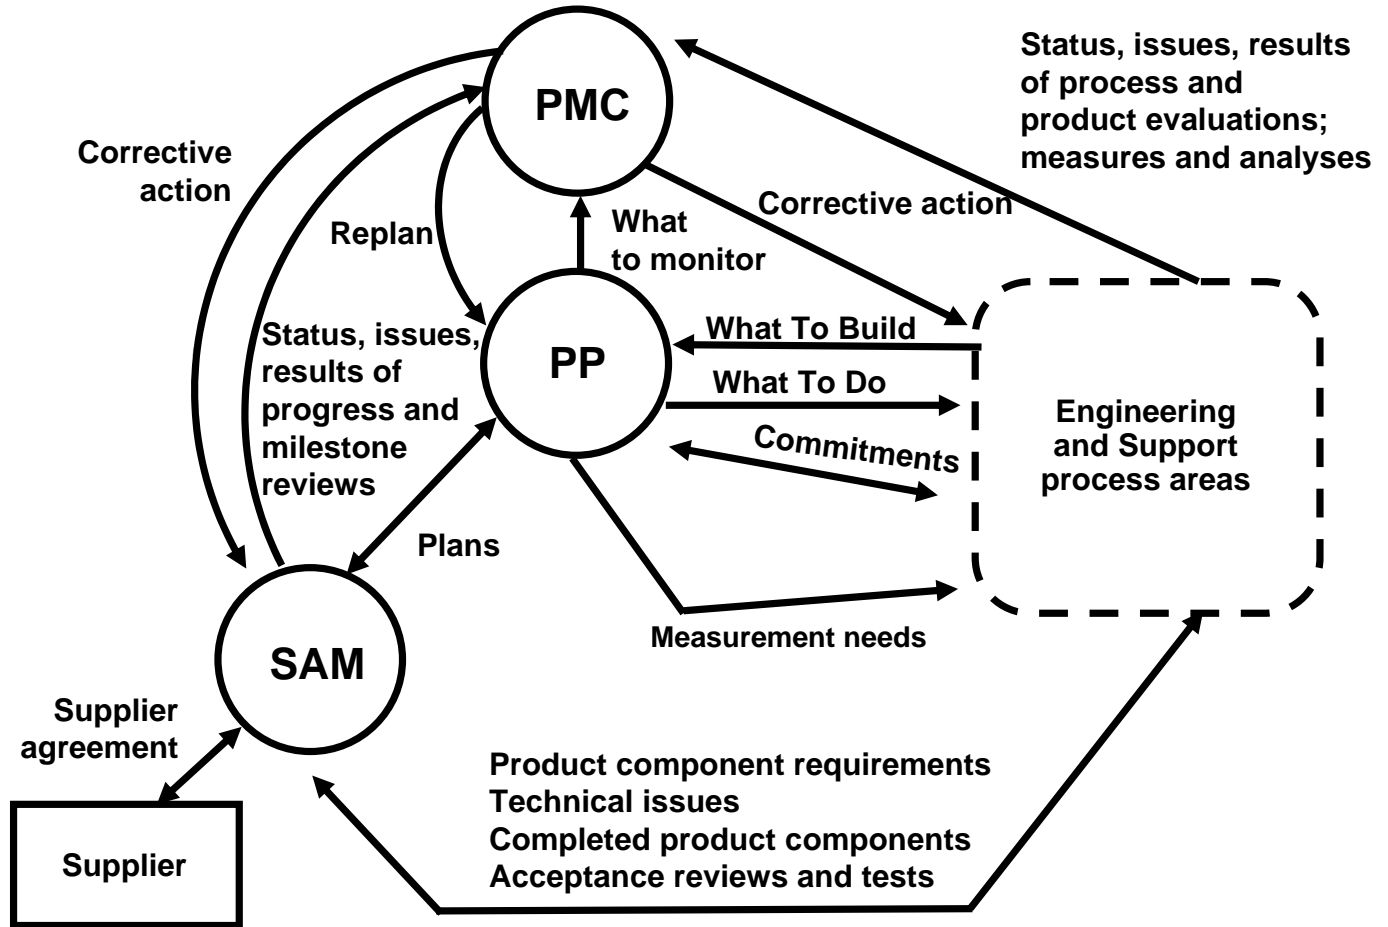 PMC
Status, issues, results
of process and
product evaluations;
measures and analyses
Corrective
action
Corrective action
Replan
What
to monitor
Status, issues,
results of
progress and
milestone
reviews
PP
What To Build
What To Do
Commitments
Engineering
and Support
process areas
Plans
Measurement needs
SAM
Supplier
agreement
Product component requirements
Technical issues
Completed product components
Acceptance reviews and tests
Supplier